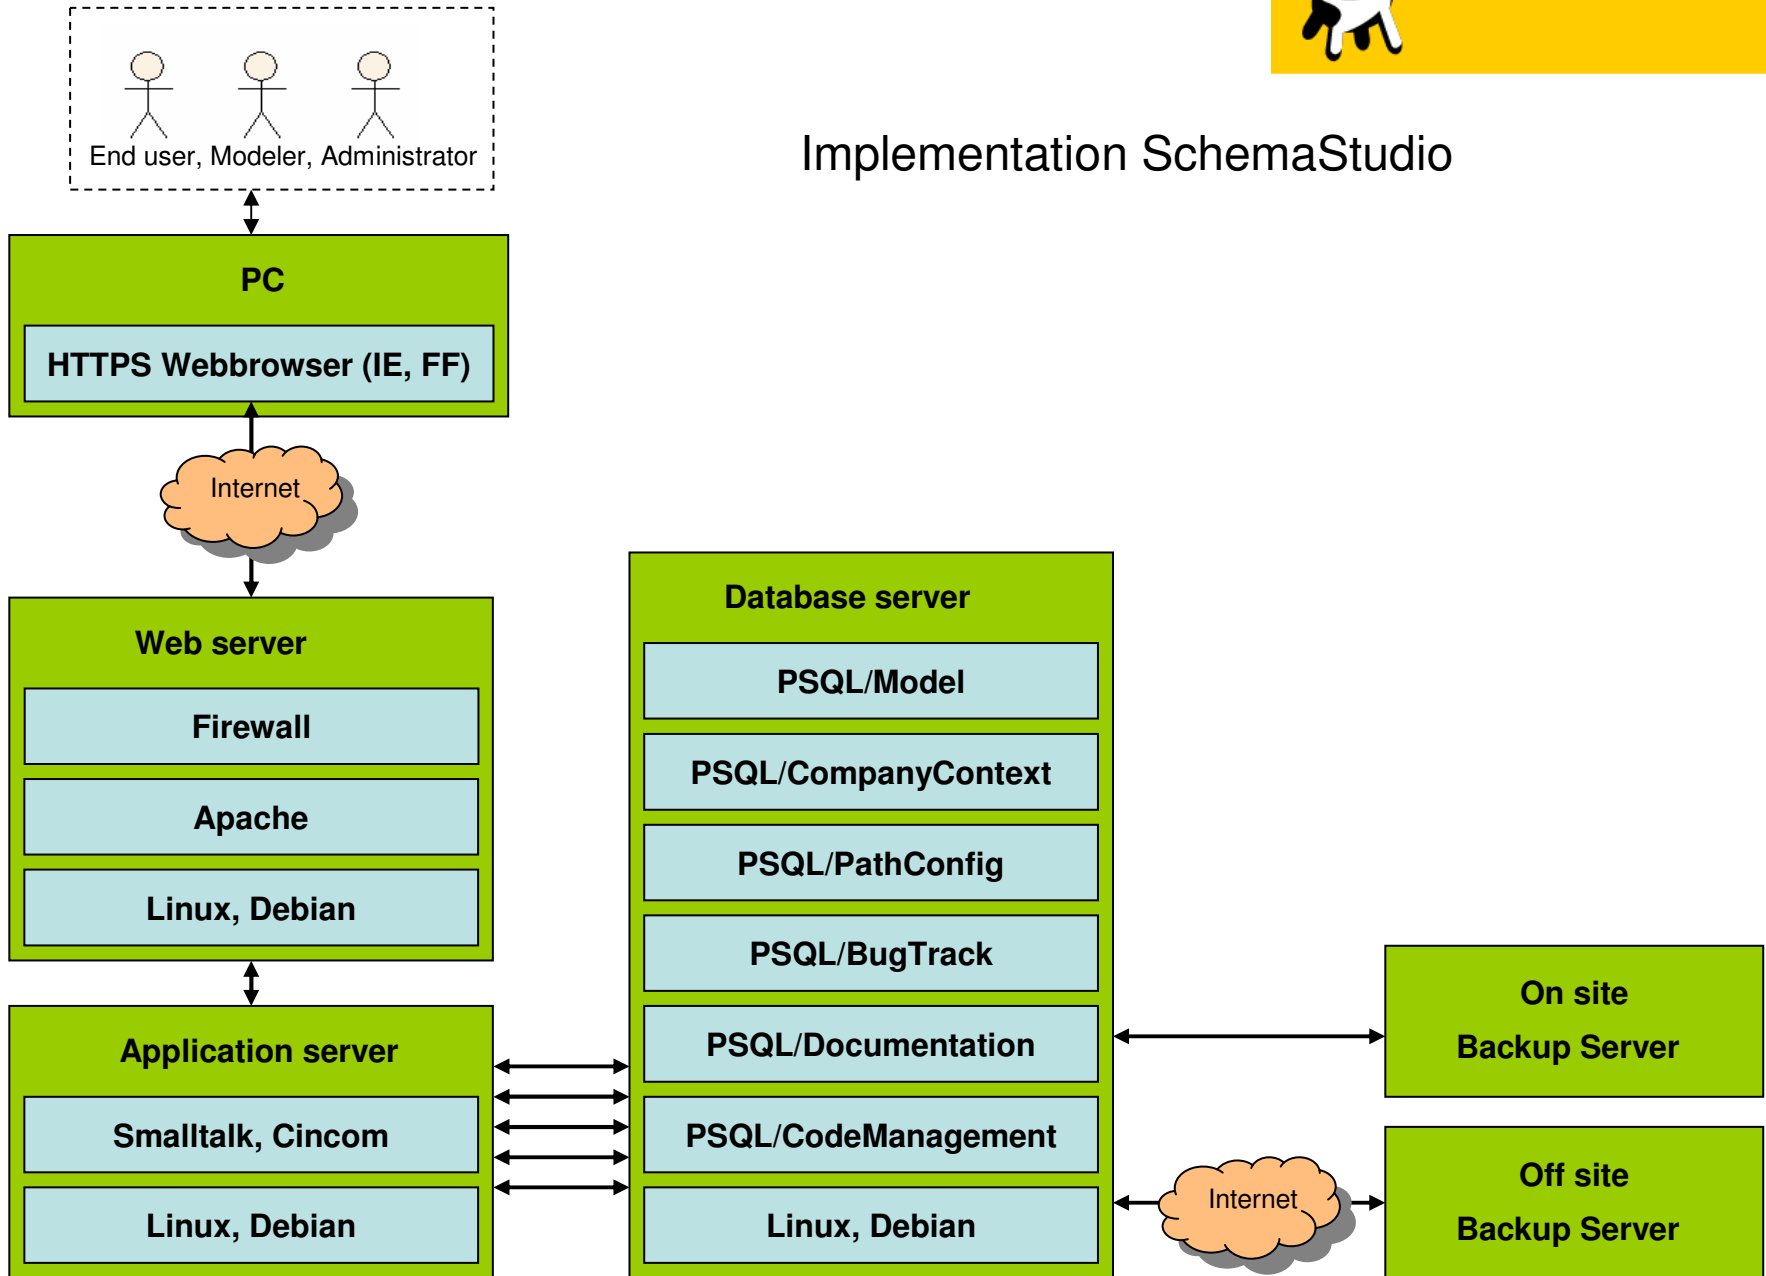 End user, Modeler, Administrator
Implementation SchemaStudio
PC
HTTPS Webbrowser (IE, FF)
Internet
Web server
Firewall
Apache
Linux, Debian
Application server
Smalltalk, Cincom
Linux, Debian
Database server
PSQL/Model
PSQL/CompanyContext
PSQL/PathConfig
PSQL/BugTrack
PSQL/Documentation
PSQL/CodeManagement
Linux, Debian
On site
Backup Server
Internet
Off site
Backup Server